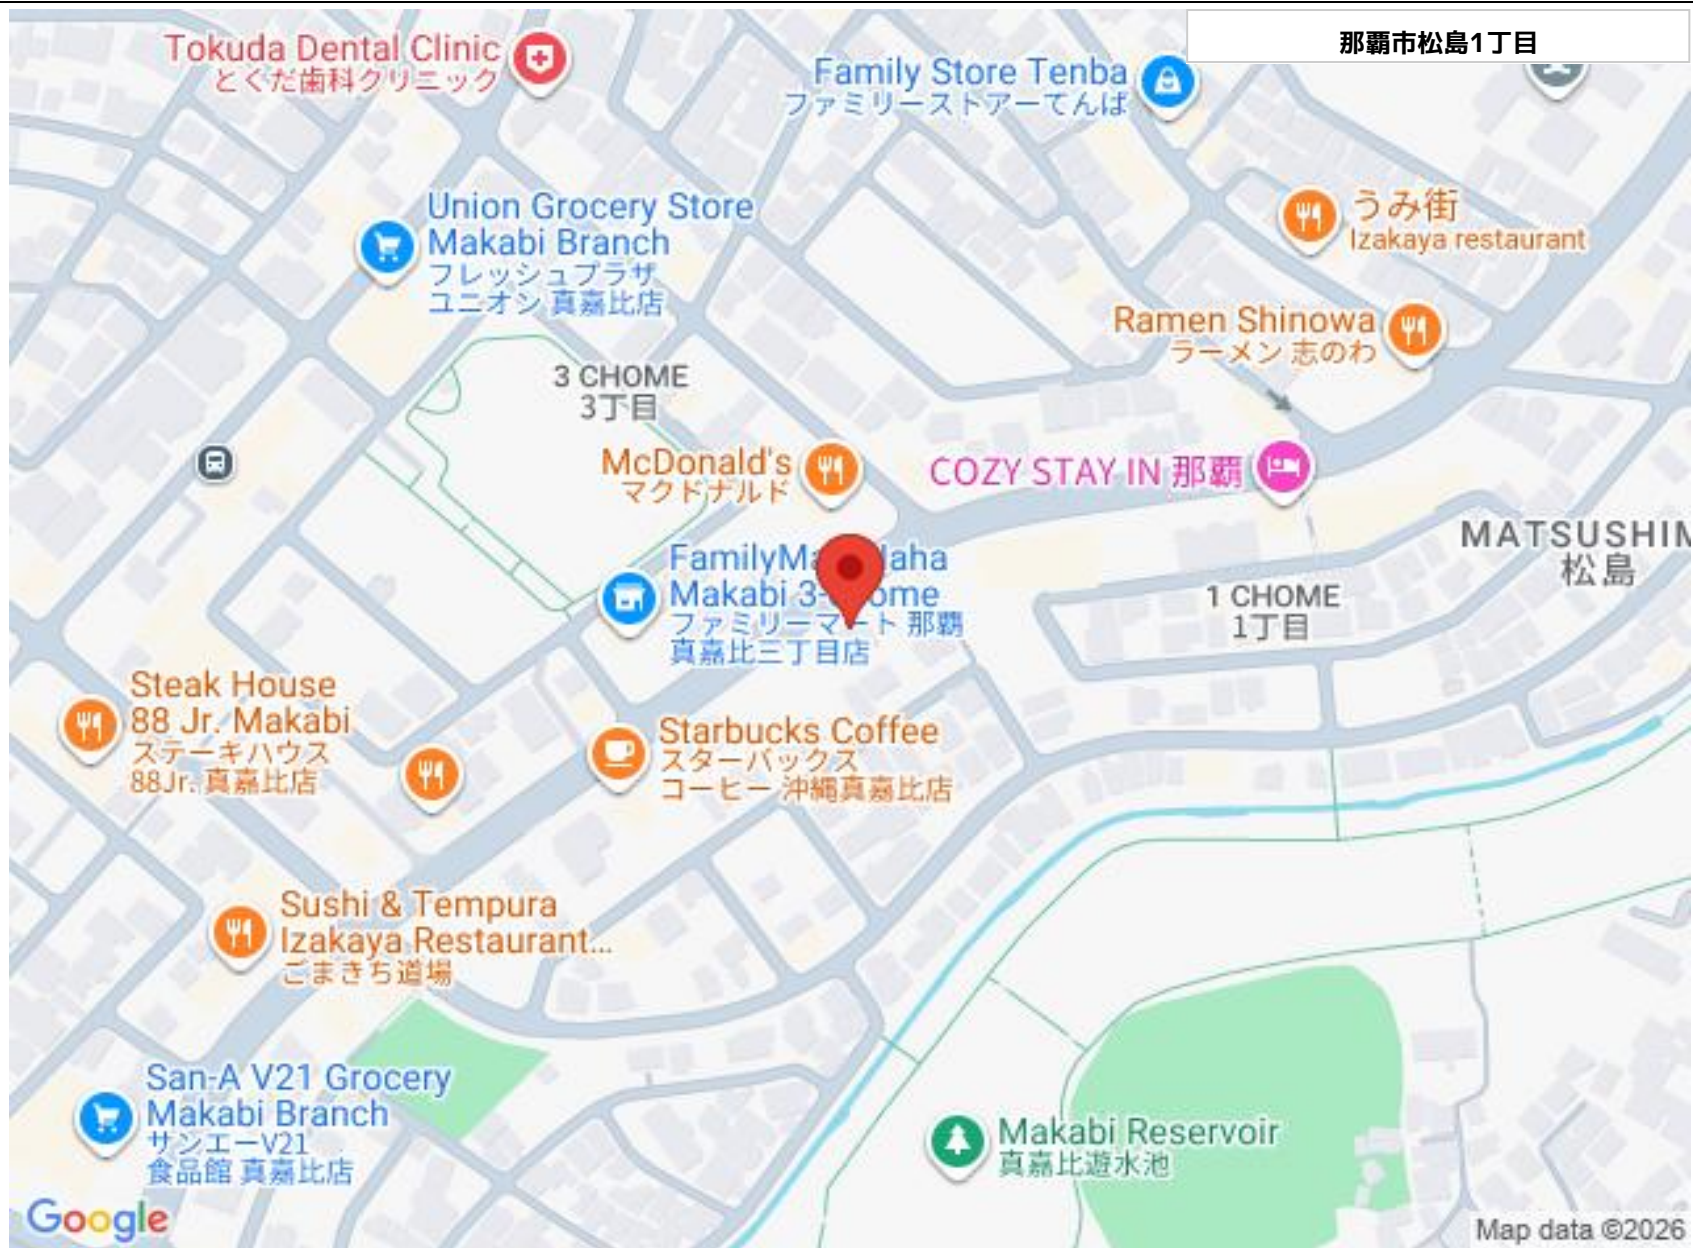 那覇市松島1丁目
Tokuda Dental Clinic
とくだ歯科クリニック
Family Store Tenba
ファミリーストアーてんば
Union Grocery Store
Makabi Branch
フレッシュプラザ
ユニオン 真嘉比店
うみ街
Izakaya restaurant
Ramen Shinowa
ラーメン 志のわ
3 CHOME
3丁目
McDonald's
マクドナルド
COZY STAY IN 那覇
MATSUSHIM
松島
FamilyMa
aha
Makabi 3-
ome
ファミリーマート 那覇
真嘉比三丁目店
1 CHOME
1丁目
Steak House
88 Jr. Makabi
ステーキハウス
88Jr. 真嘉比店
Starbucks Coffee
スターバックス
コーヒー 沖縄真嘉比店
Sushi & Tempura
Izakaya Restaurant...
ごまきち道場
San-A V21 Grocery
Makabi Branch
サンエーV21
食品館 真嘉比店
Makabi Reservoir
真嘉比遊水池
Google
Map data ©2026